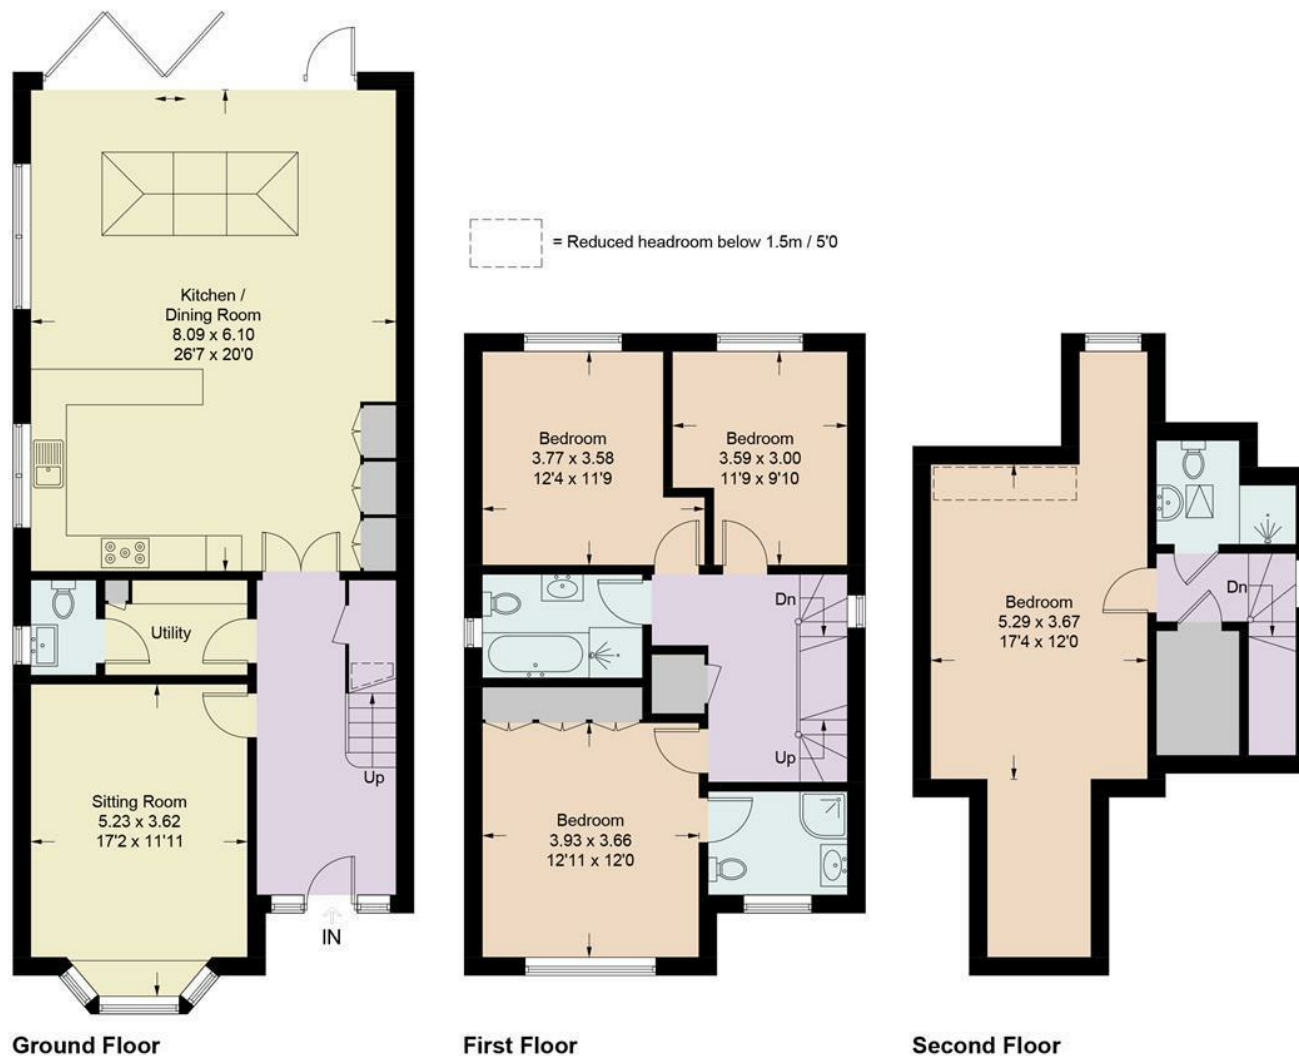 Kitchen /
Dining Room
8.09 x 6.10
26'7 x 20'0
Utility
Sitting Room
5.23 x 3.62
17'2 x 11'11
Up
IN
Ground Floor
= Reduced headroom below 1.5m / 5'0
Bedroom
3.77 x 3.58
12'4 x 11'9
Bedroom
3.59 x 3.00
11'9 x 9'10
Dn
Up
Bedroom
3.93 x 3.66
12'11 x 12'0
First Floor
Bedroom
5.29 x 3.67
17'4 x 12'0
Dn
Second Floor